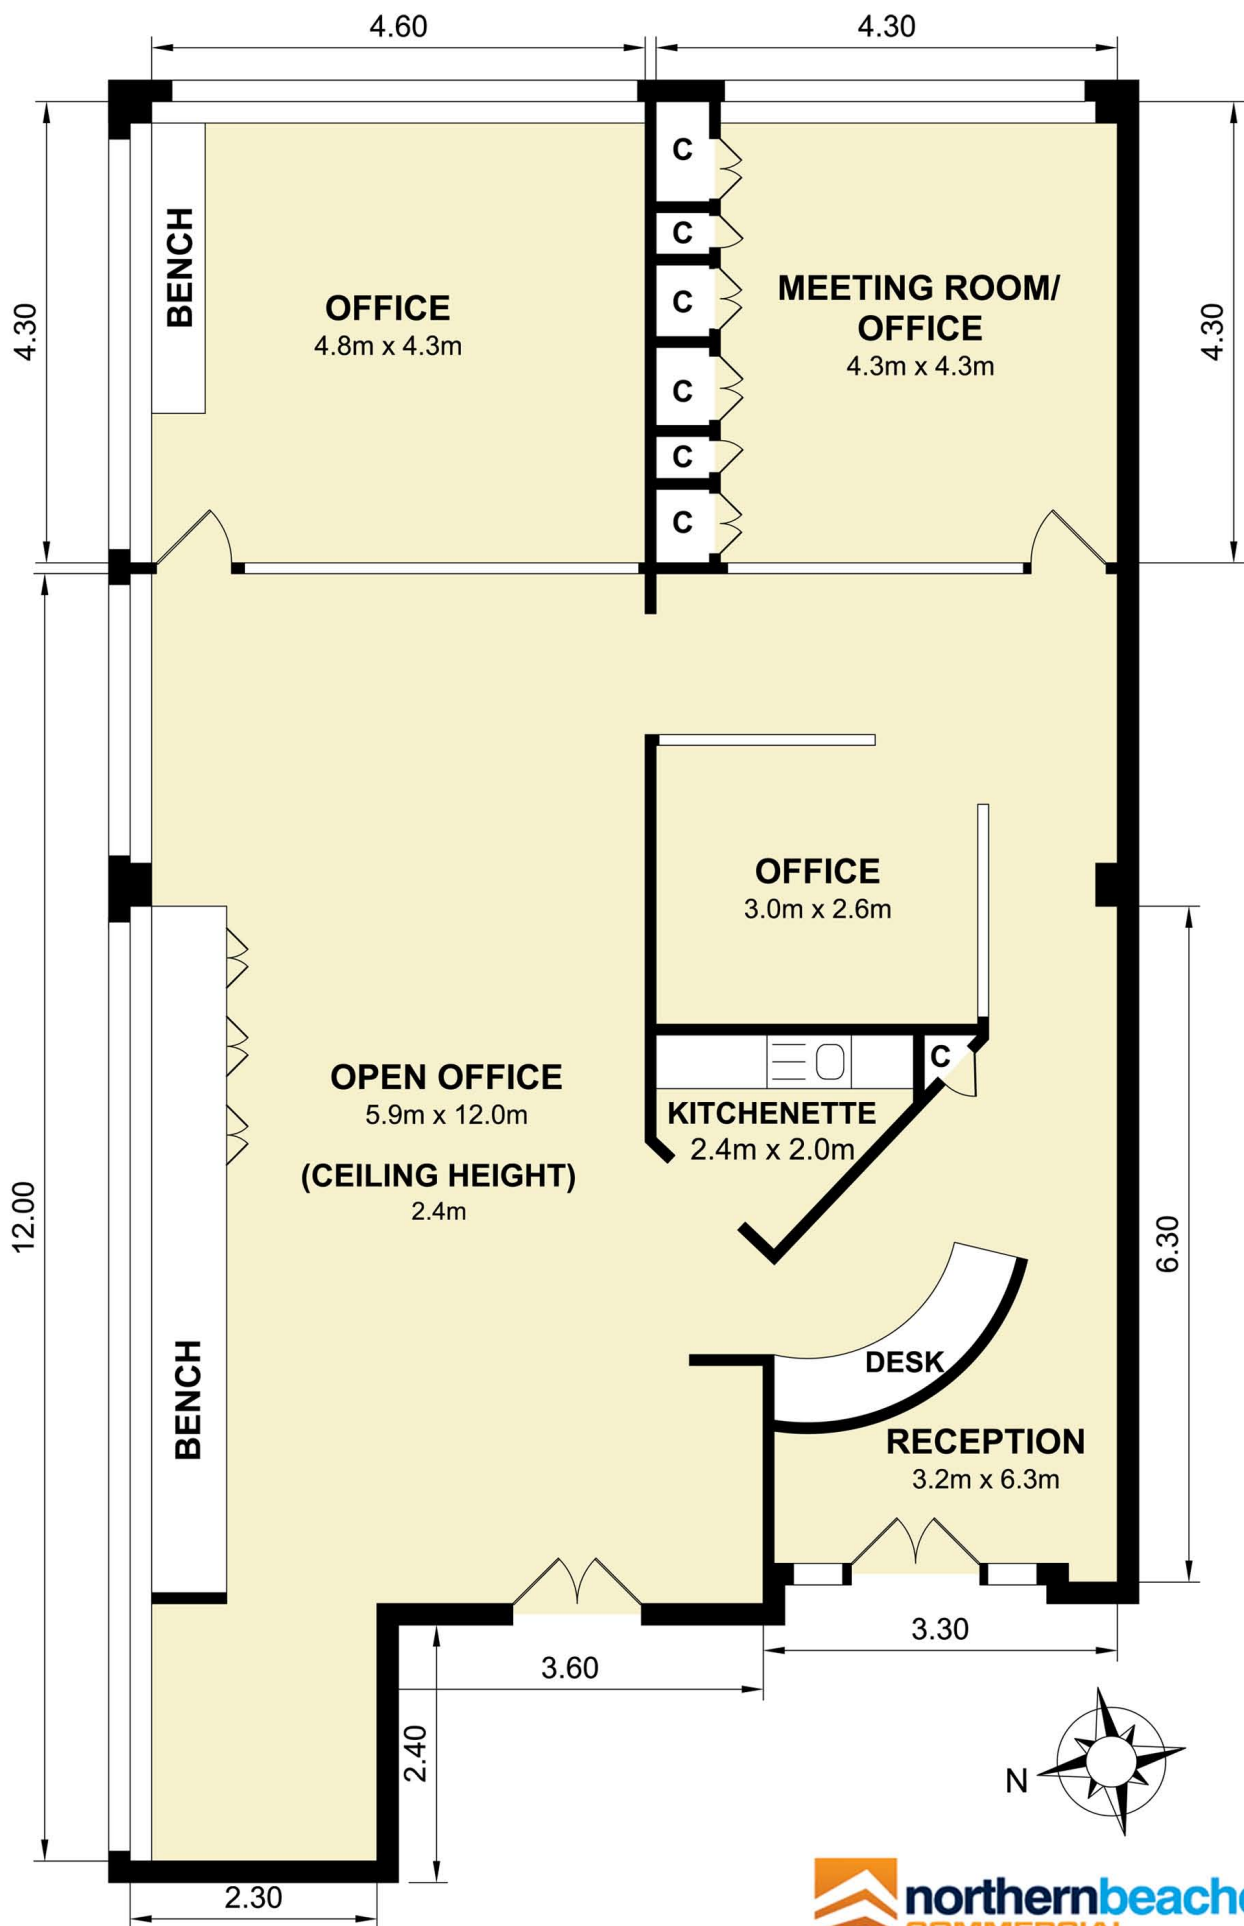 4.60
4.30
4.30
4.30
BENCH
OFFICE
4.8m x 4.3m
C
C
C
C
C
C
MEETING ROOM/
OFFICE
4.3m x 4.3m
OFFICE
3.0m x 2.6m
12.00
6.30
OPEN OFFICE
5.9m x 12.0m
(CEILING HEIGHT)
2.4m
C
KITCHENETTE
2.4m x 2.0m
BENCH
DESK
RECEPTION
3.2m x 6.3m
3.30
3.60
2.40
2.30
N
northernbeache
COMMERCIAL